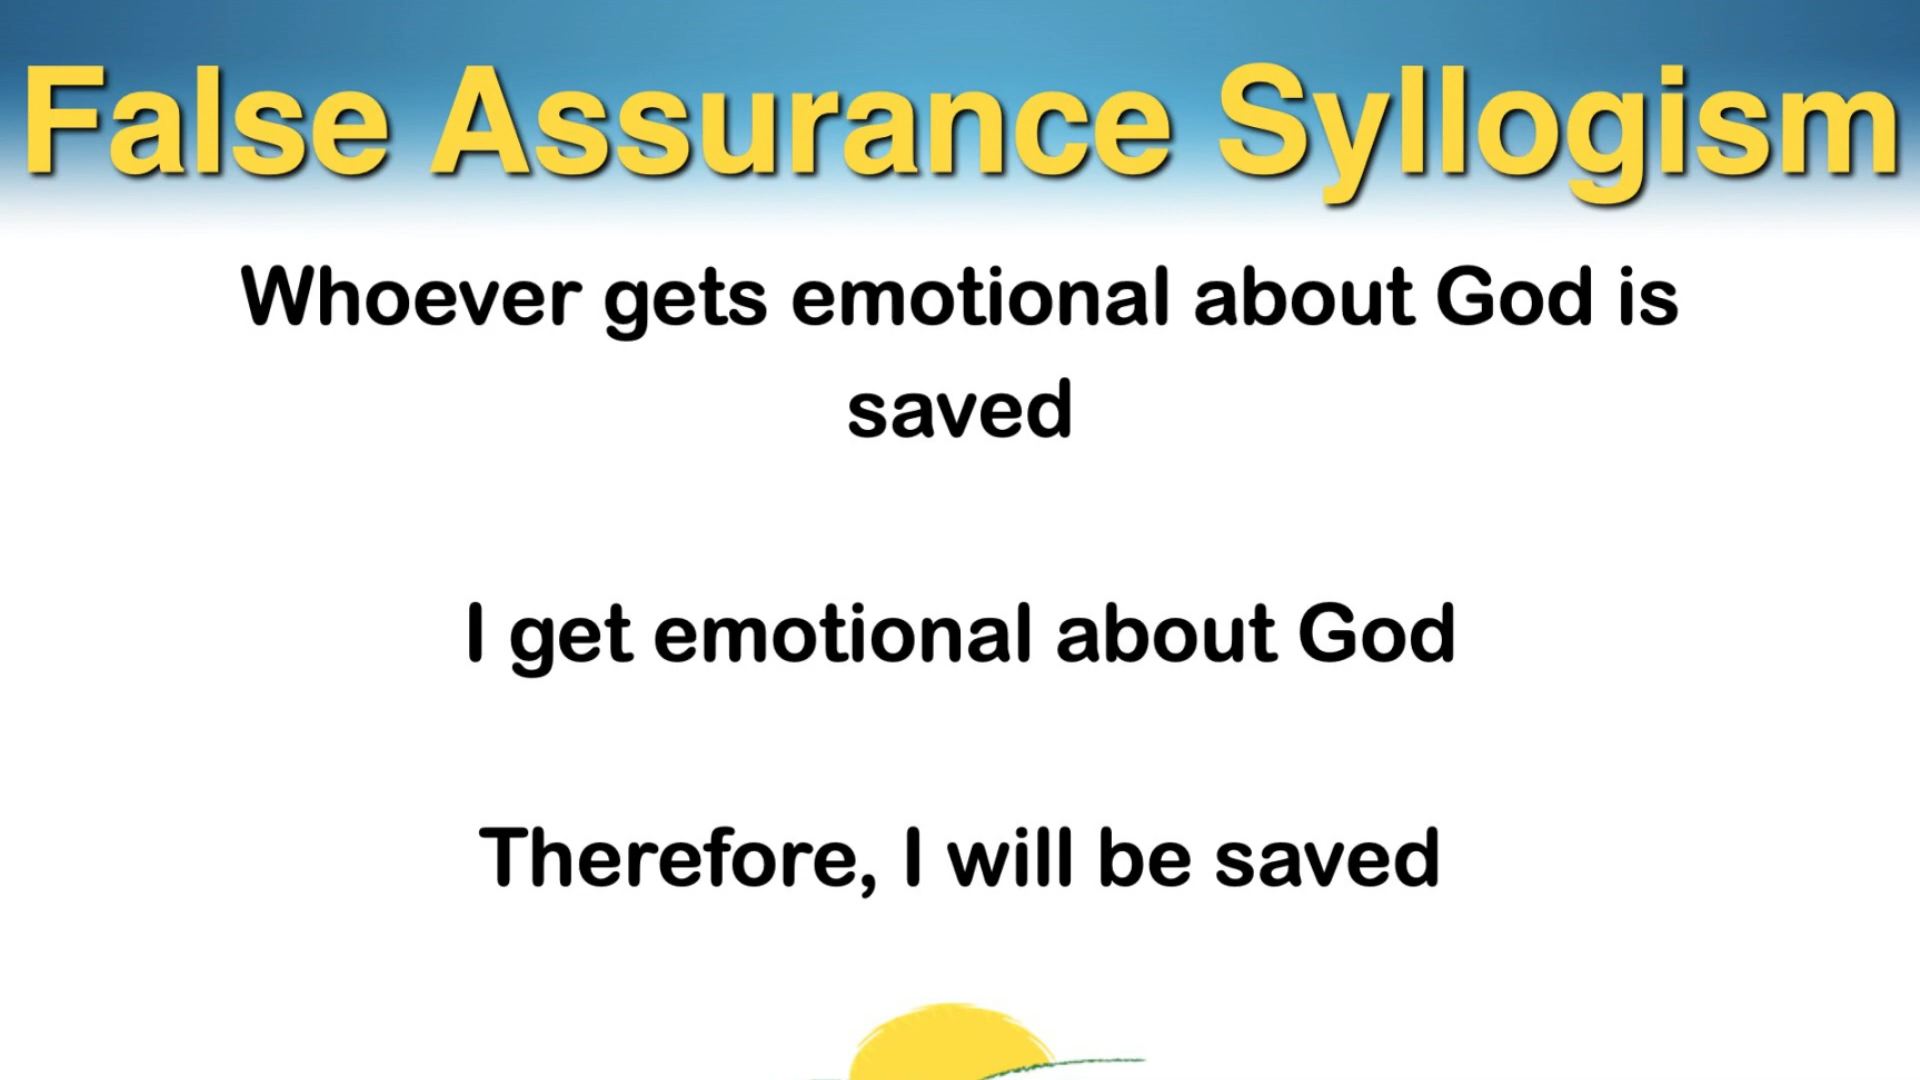 False Assurance Syllogism
Whoever gets emotional about God is
saved
I get emotional about God
Therefore, I will be saved